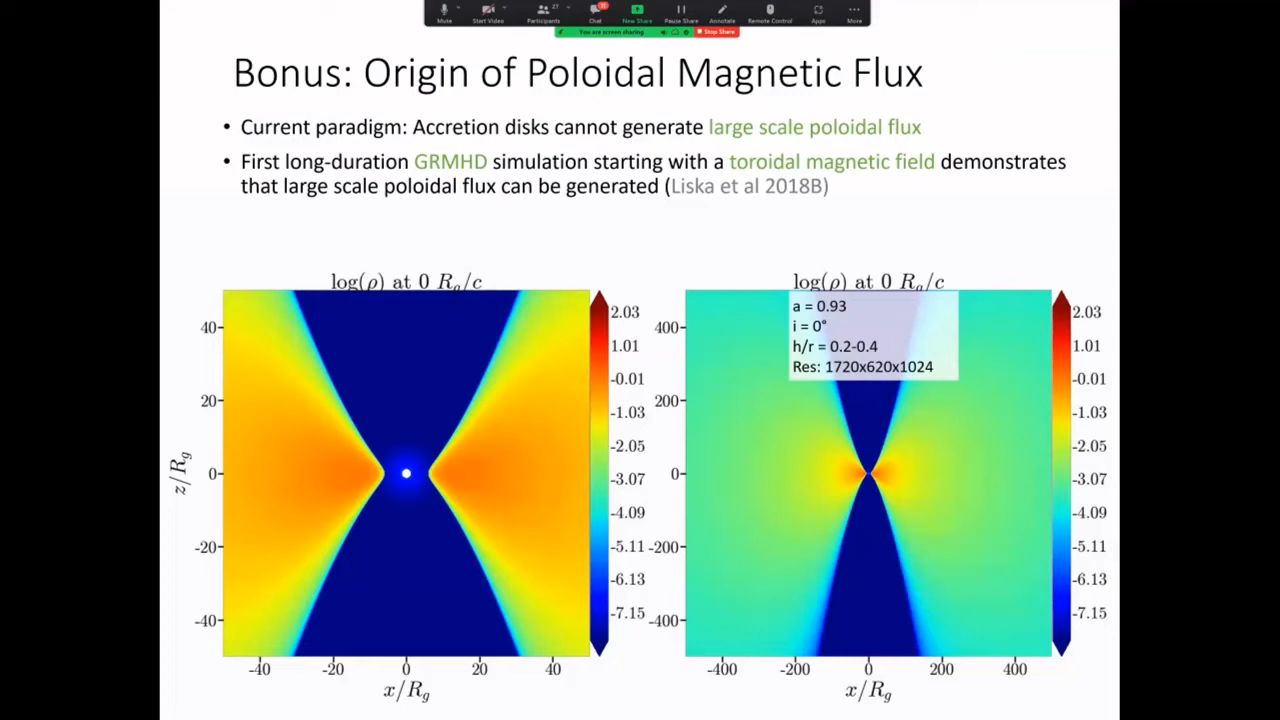 Mute
Start Video
Participants
27
Chat
New Share
Pause Share
Annotate
Remote Control
Apps
More
You are screen sharing
Stop Share
Bonus: Origin of Poloidal Magnetic Flux
• Current paradigm: Accretion disks cannot generate large scale poloidal flux
• First long-duration GRMHD simulation starting with a toroidal magnetic field demonstrates
that large scale poloidal flux can be generated (Liska et al 2018B)
log(ρ) at 0 R_g/c
40
20
0
-20
-40
z/R_g
-40
-20
0
20
40
x/R_g
2.03
1.01
-0.01
-1.03
-2.05
-3.07
-4.09
-5.11
-6.13
-7.15
log(ρ) at 0 R_g/c
a = 0.93
i = 0°
h/r = 0.2-0.4
Res: 1720x620x1024
400
200
0
-200
-400
-400
-200
0
200
400
x/R_g
2.03
1.01
-0.01
-1.03
-2.05
-3.07
-4.09
-5.11
-6.13
-7.15